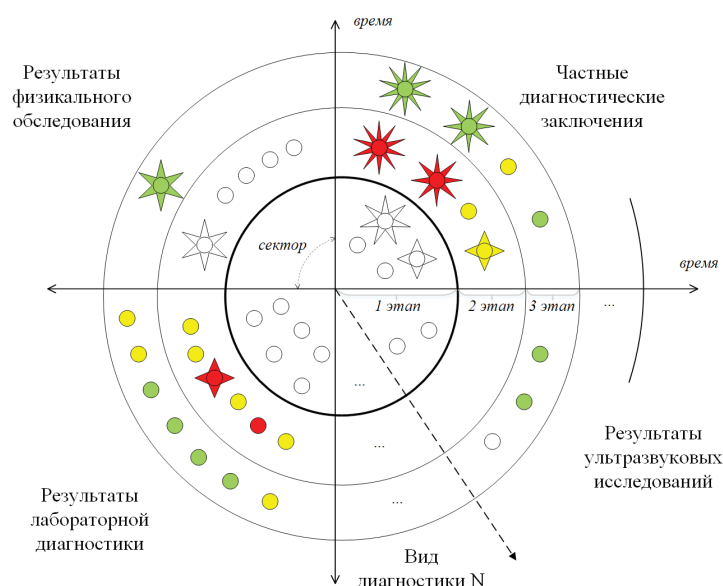 время
Результаты
физикального
обследования
Частные
диагностические
заключения
сектор
время
1 этап
2 этап
3 этап
...
...
...
...
Результаты
ультразвуковых
исследований
Результаты
лабораторной
диагностики
Вид
диагностики N